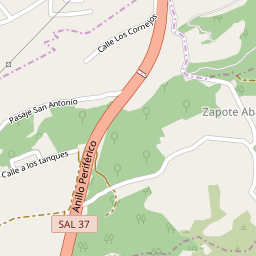 Calle Los Cornejos
Pasaje San Antonio
Zapote Ab
Calle a los tanques
Anillo Periférico
SAL 37